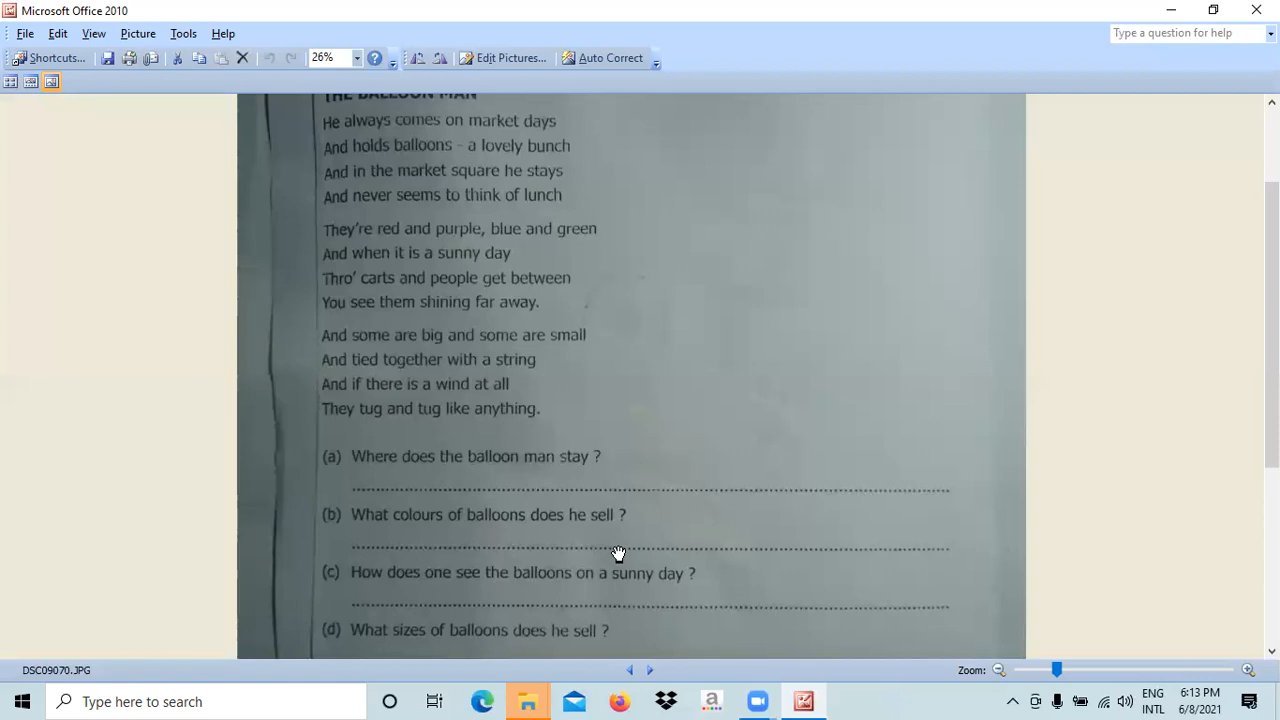 Microsoft Office 2010
File Edit View Picture Tools Help
Type a question for help
Shortcuts... 26% Edit Pictures... Auto Correct
THE BALLOON MAN
He always comes on market days
And holds balloons - a lovely bunch
And in the market square he stays
And never seems to think of lunch
They're red and purple, blue and green
And when it is a sunny day
Thro' carts and people get between
You see them shining far away.
And some are big and some are small
And tied together with a string
And if there is a wind at all
They tug and tug like anything.
(a) Where does the balloon man stay ?
(b) What colours of balloons does he sell ?
(c) How does one see the balloons on a sunny day ?
(d) What sizes of balloons does he sell ?
DSC09070.JPG Zoom:
Type here to search
ENG
INTL
6:13 PM
6/8/2021